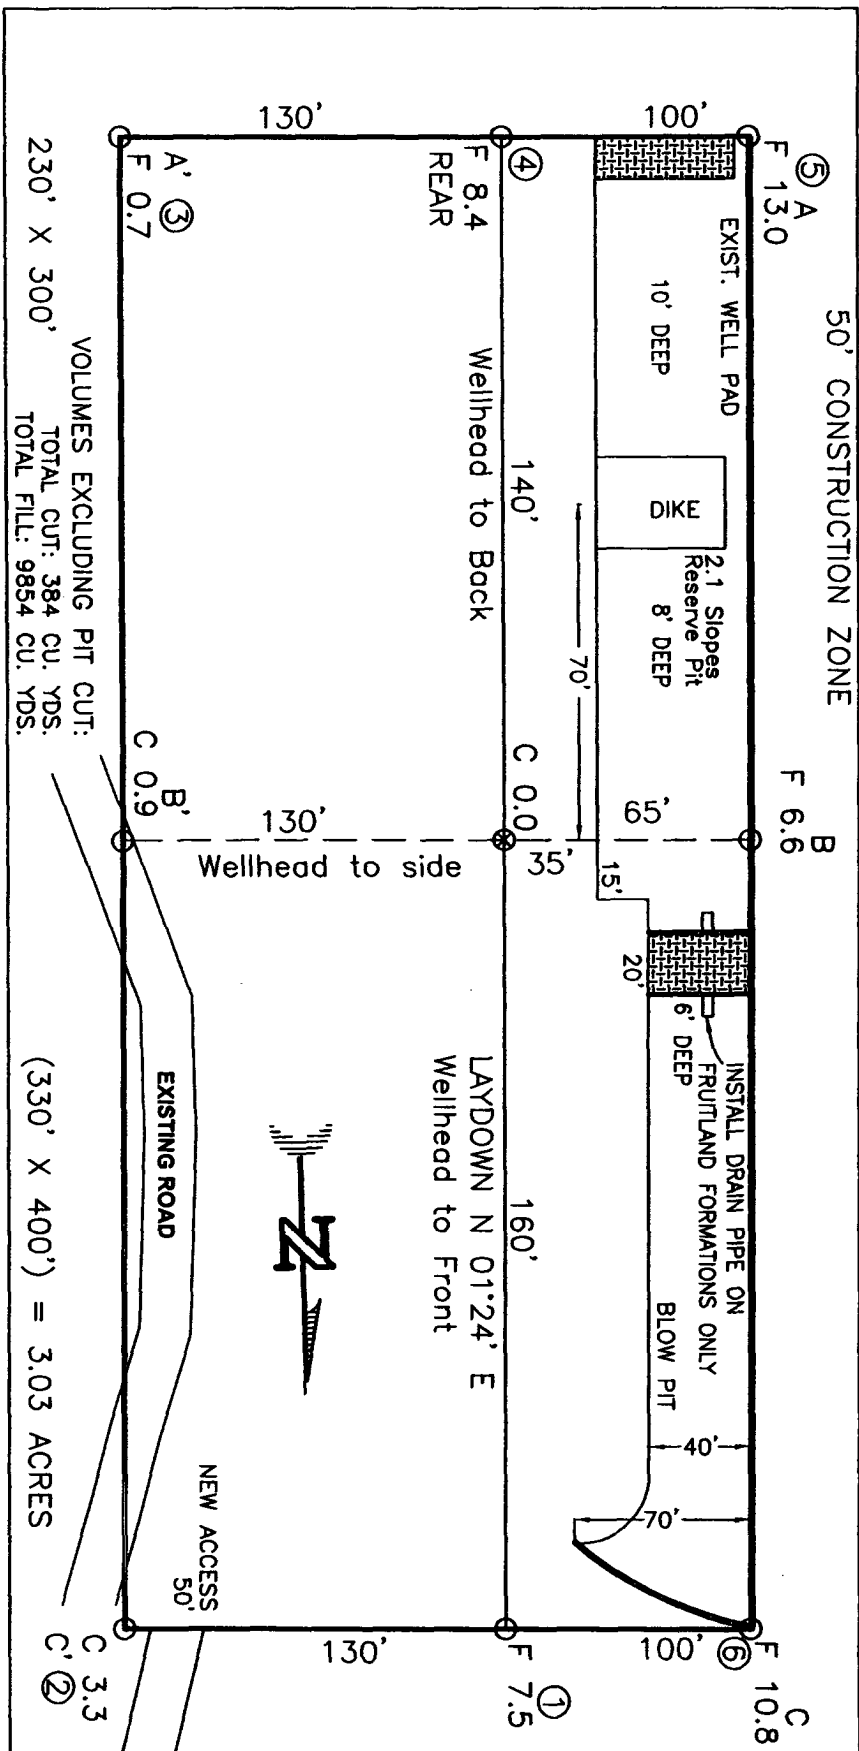 50' CONSTRUCTION ZONE
⑤ A
F 13.0
B
F 6.6
C
F 10.8
⑥
100'
130'
EXIST. WELL PAD
10' DEEP
DIKE
2.1 Slopes
Reserve Pit
8' DEEP
70'
65'
35'
15'
20'
6' DEEP
INSTALL DRAIN PIPE ON
FRUITLAND FORMATIONS ONLY
BLOW PIT
40'
70'
100'
④
F 8.4
REAR
140'
Wellhead to Back
C 0.0
160'
LAYDOWN N 01°24' E
Wellhead to Front
①
F 7.5
130'
Wellhead to side
130'
N
EXISTING ROAD
NEW ACCESS
50'
A' ③
F 0.7
B'
C 0.9
C 3.3
C' ②
230' X 300'
VOLUMES EXCLUDING PIT CUT:
TOTAL CUT: 384 CU. YDS.
TOTAL FILL: 9854 CU. YDS.
(330' X 400') = 3.03 ACRES